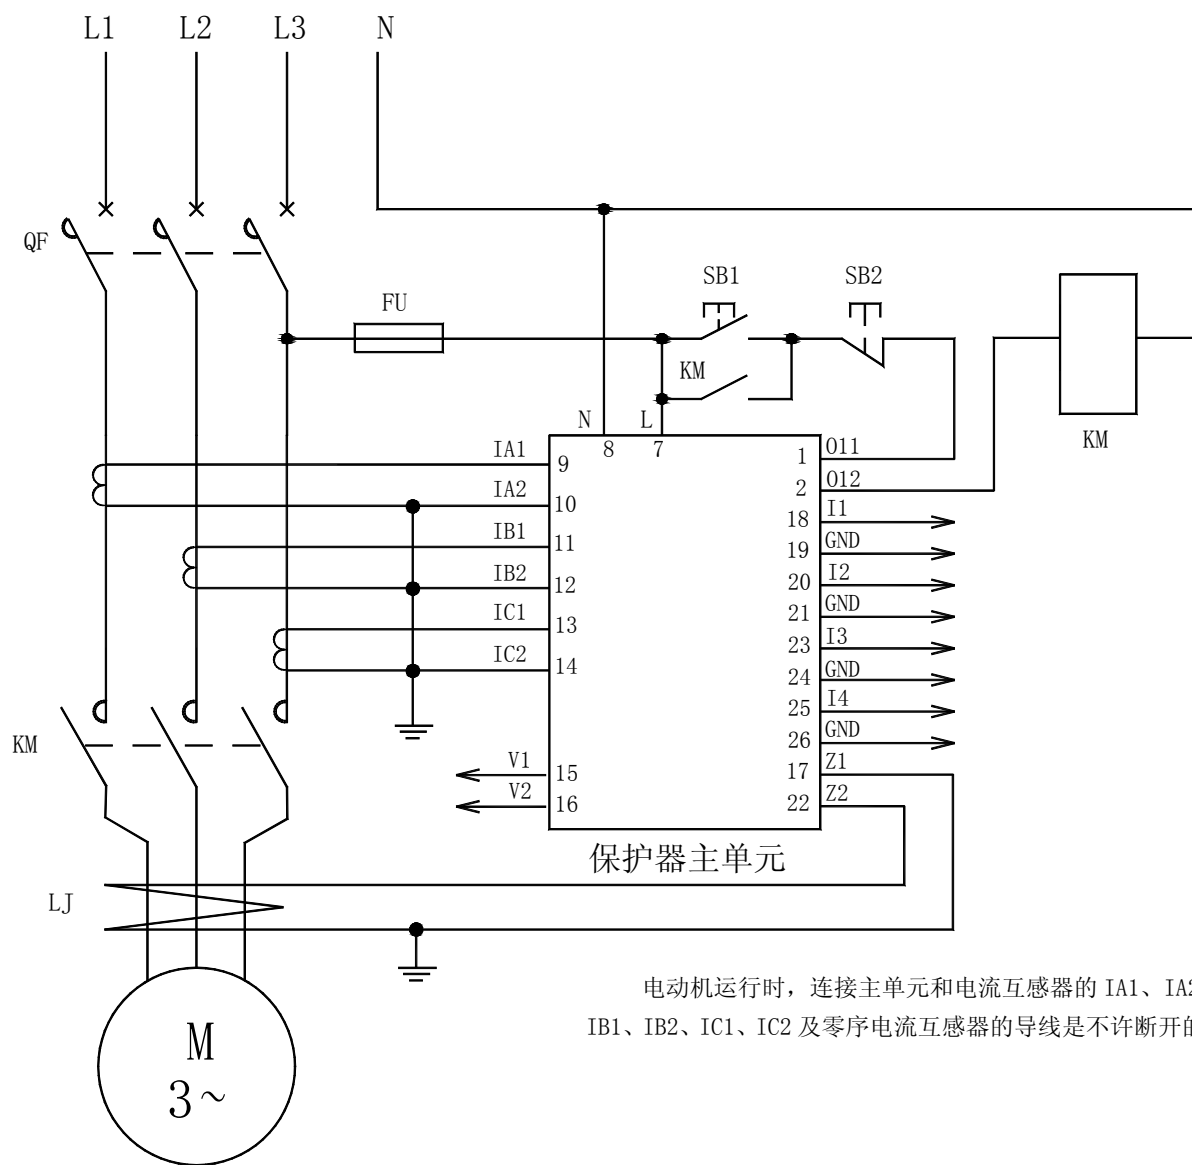 L1 L2 L3 N
QF
FU
SB1
SB2
KM
KM
N L
8 7
IA1 9
IA2 10
IB1 11
IB2 12
IC1 13
IC2 14
V1 15
V2 16
1 O11
2 O12
18 I1
19 GND
20 I2
21 GND
23 I3
24 GND
25 I4
26 GND
17 Z1
22 Z2
KM
保护器主单元
LJ
M
3~
电动机运行时，连接主单元和电流互感器的 IA1、IA2
IB1、IB2、IC1、IC2 及零序电流互感器的导线是不许断开的